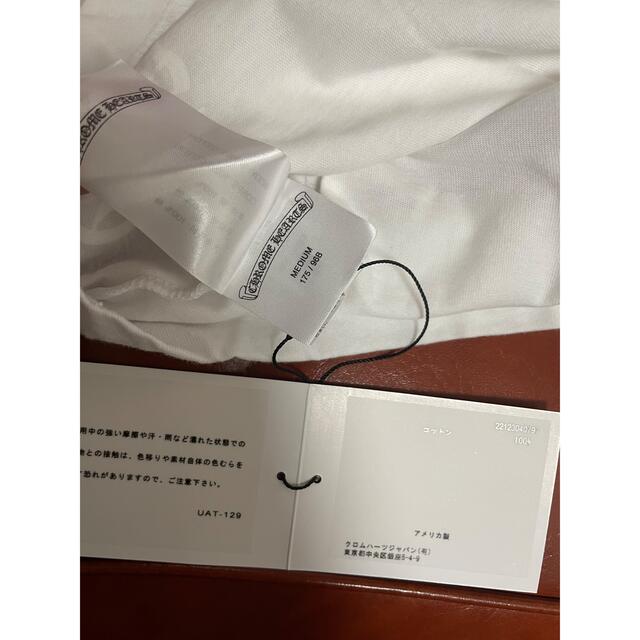 CHROME HEARTS
CHROME HEARTS
MEDIUM
175 / 96B
用中の強い摩擦や汗・雨など濡れた状態での
との接触は、色移りや素材自体の色むらを
恐れがありますので、ご注意下さい。
UAT-129
2212304079
コットン 100%
アメリカ製
クロムハーツジャパン(有)
東京都中央区銀座5-4-9